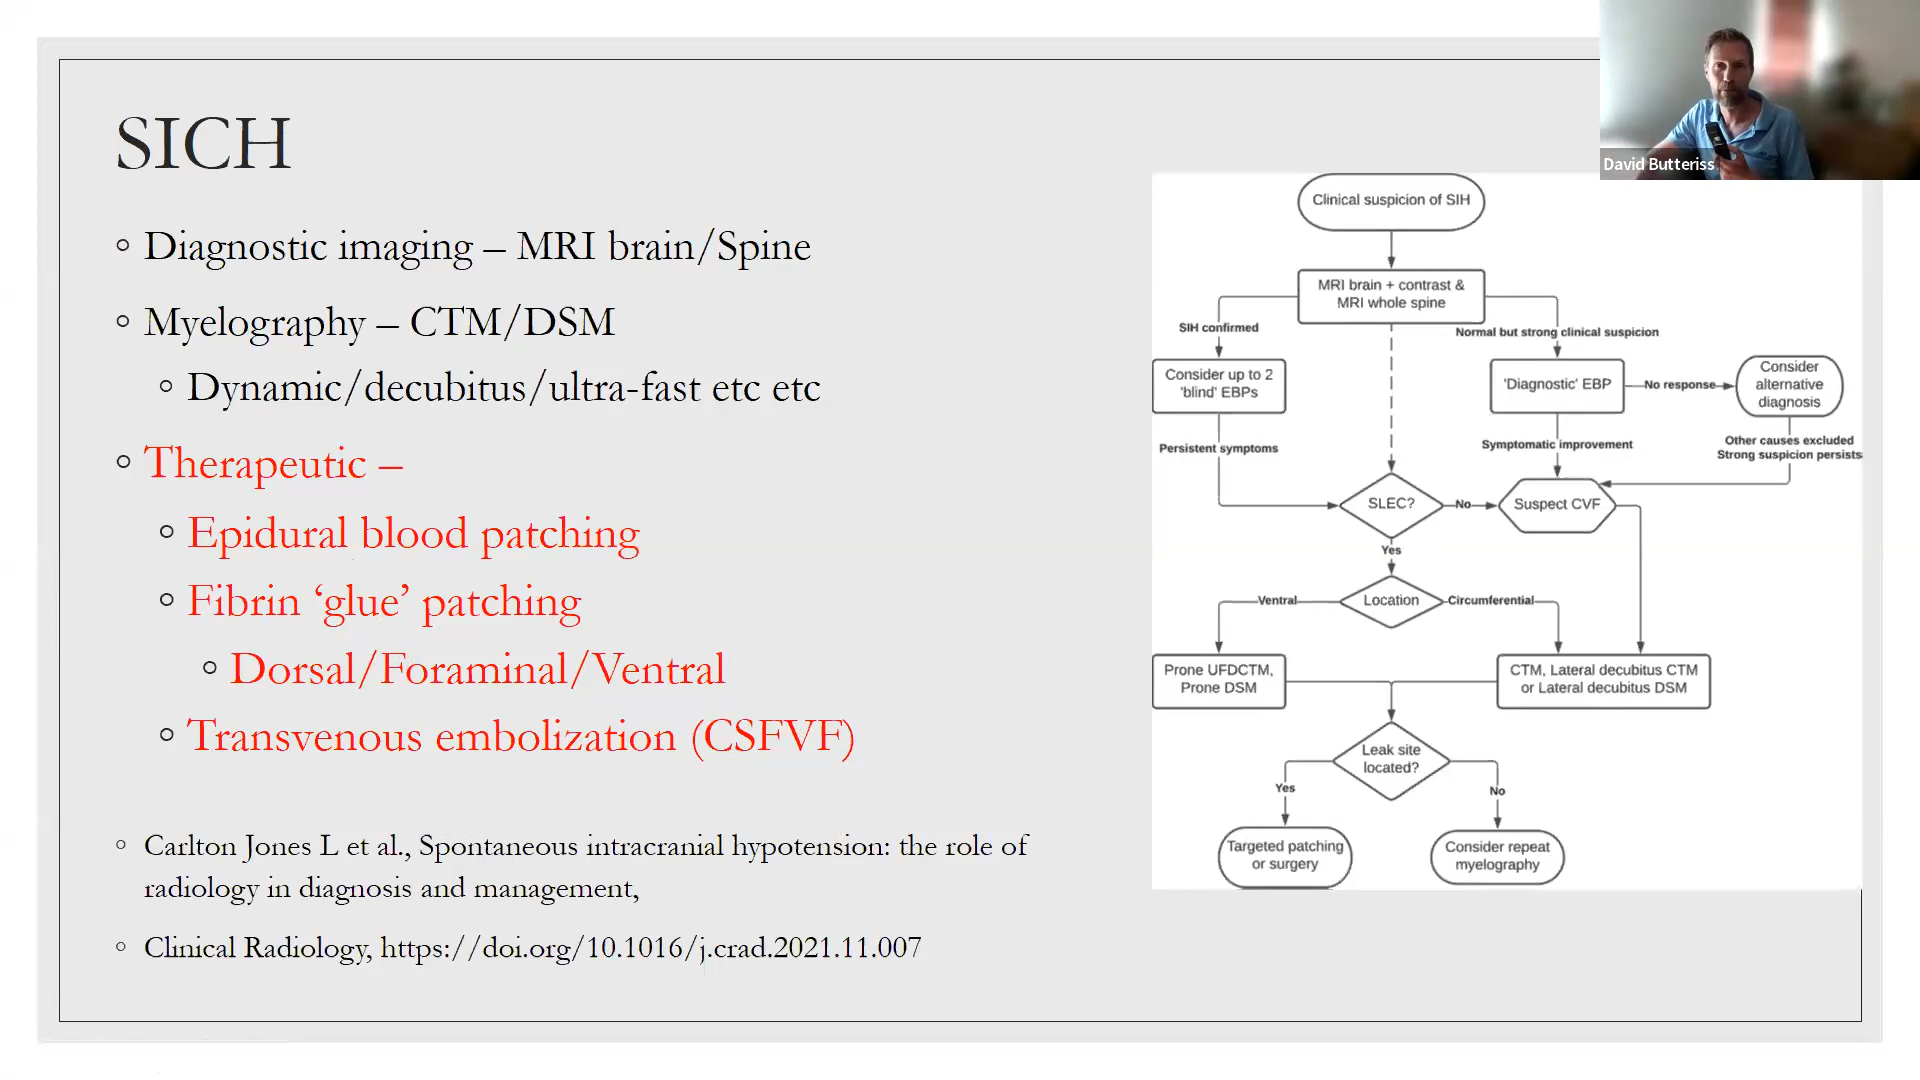 SICH
Diagnostic imaging – MRI brain/Spine
Myelography – CTM/DSM
Dynamic/decubitus/ultra-fast etc etc
Therapeutic –
Epidural blood patching
Fibrin ‘glue’ patching
Dorsal/Foraminal/Ventral
Transvenous embolization (CSFVF)
Carlton Jones L et al., Spontaneous intracranial hypotension: the role of
radiology in diagnosis and management,
Clinical Radiology, https://doi.org/10.1016/j.crad.2021.11.007
David Butteriss
Clinical suspicion of SIH
MRI brain + contrast &
MRI whole spine
SIH confirmed
Normal but strong clinical suspicion
Consider up to 2
'blind' EBPs
'Diagnostic' EBP
No response
Consider
alternative
diagnosis
Persistent symptoms
Symptomatic improvement
Other causes excluded
Strong suspicion persists
SLEC?
No
Suspect CVF
Yes
Ventral
Location
Circumferential
Prone UFDCTM,
Prone DSM
CTM, Lateral decubitus CTM
or Lateral decubitus DSM
Leak site
located?
Yes
No
Targeted patching
or surgery
Consider repeat
myelography